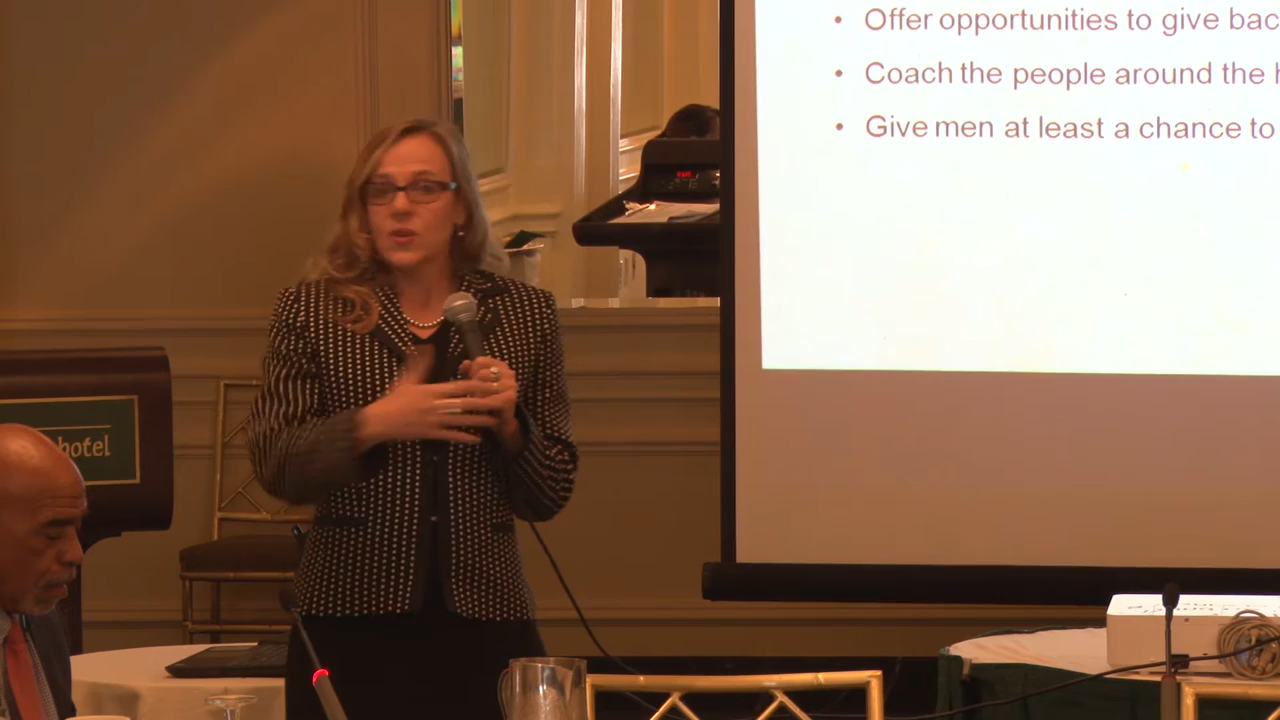 • Offer opportunities to give bac
• Coach the people around the
• Give men at least a chance to
hotel